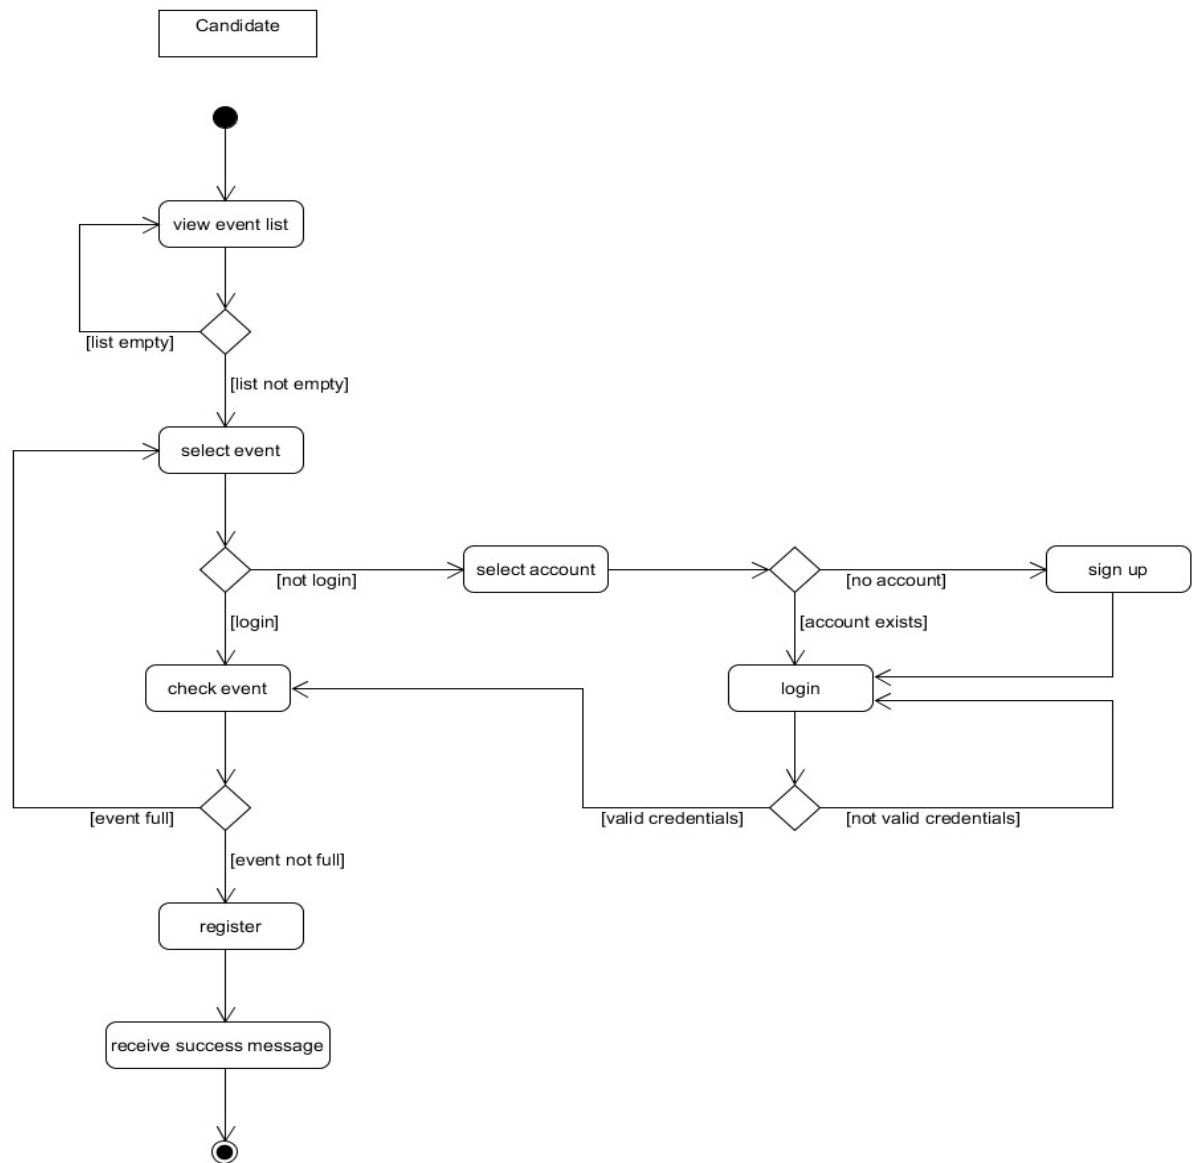 Candidate
view event list
[list empty]
[list not empty]
select event
[not login]
select account
[no account]
sign up
[login]
[account exists]
check event
login
[event full]
[valid credentials]
[not valid credentials]
[event not full]
register
receive success message